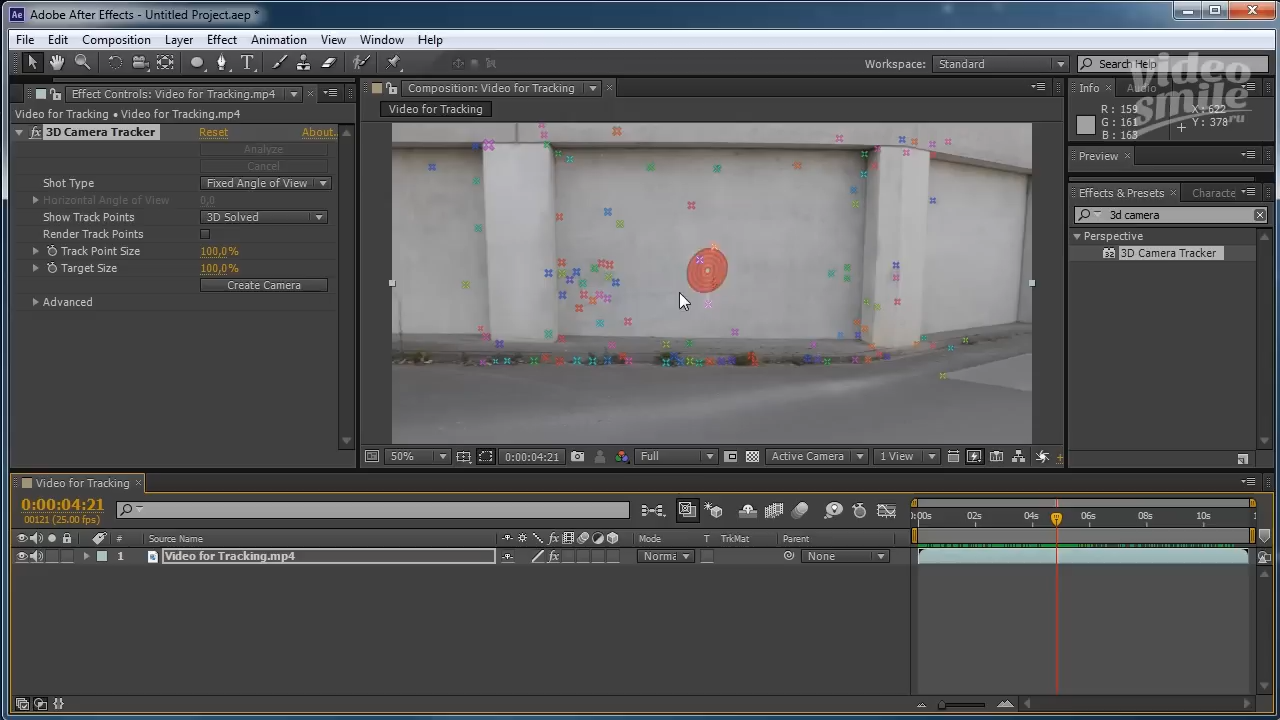 Adobe After Effects - Untitled Project.aep *
File Edit Composition Layer Effect Animation View Window Help
Workspace: Standard
Search Help
Effect Controls: Video for Tracking.mp4
Video for Tracking • Video for Tracking.mp4
fx 3D Camera Tracker Reset About...
Analyze
Cancel
Shot Type Fixed Angle of View
Horizontal Angle of View 0,0
Show Track Points 3D Solved
Render Track Points
Track Point Size 100,0%
Target Size 100,0%
Create Camera
Advanced
Composition: Video for Tracking
Video for Tracking
50% 0:00:04:21 Full Active Camera 1 View
Info Audio
R : 159
G : 161
B : 163
X: 622
Y: 378
video
smile
.ru
Preview
Effects & Presets Characte
3d camera
Perspective
32 3D Camera Tracker
Video for Tracking
0:00:04:21
00121 (25.00 fps)
# Source Name fx Mode T TrkMat Parent
1 Video for Tracking.mp4 fx Norma None
:00s 02s 04s 06s 08s 10s 1